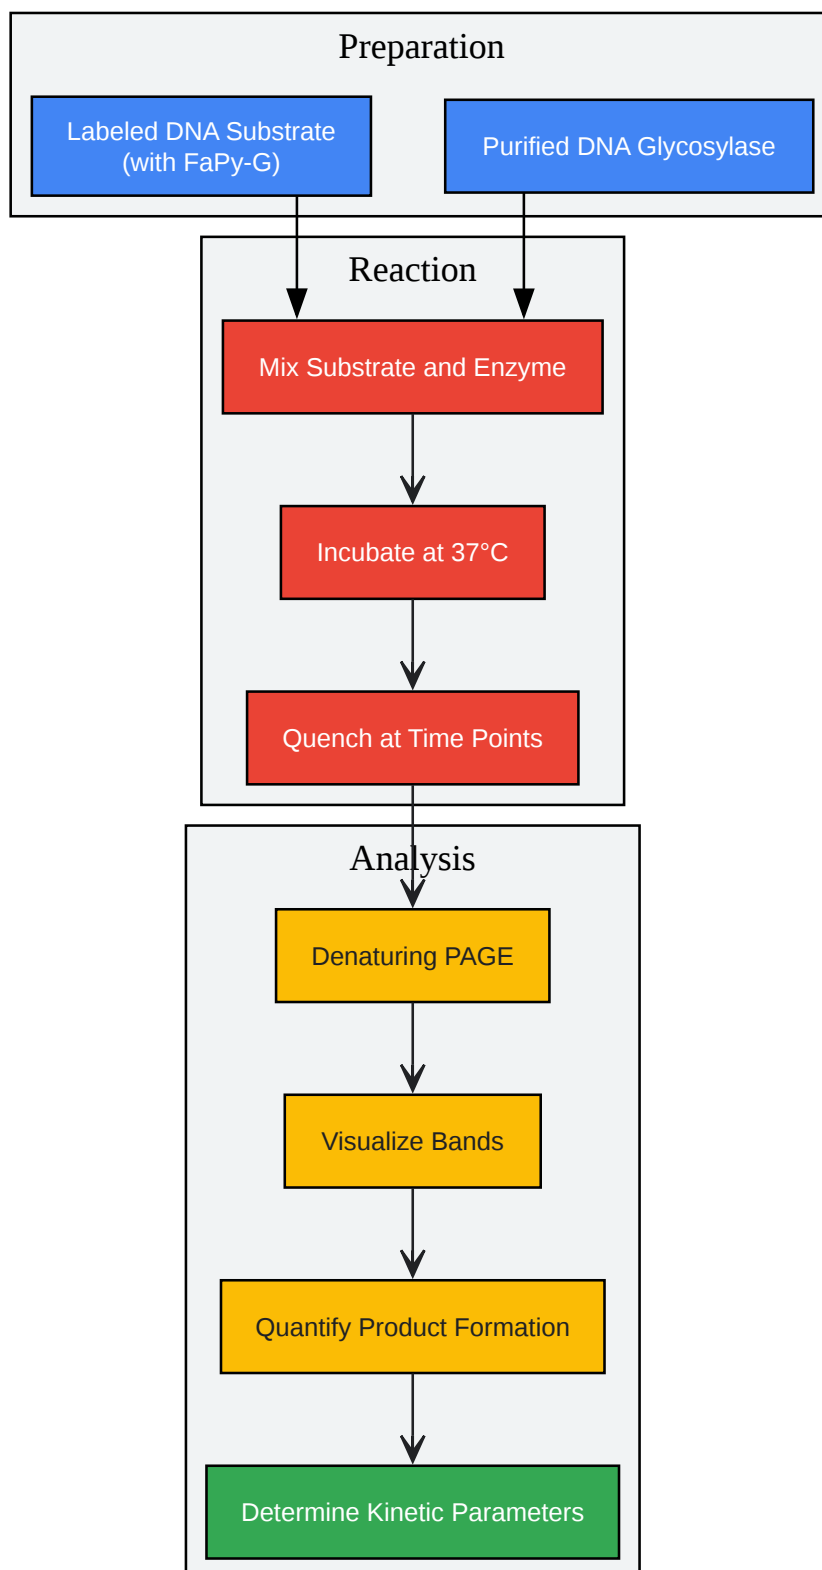 Preparation
Labeled DNA Substrate
(with FaPy-G)
Purified DNA Glycosylase
Reaction
Mix Substrate and Enzyme
Incubate at 37°C
Quench at Time Points
Analysis
Denaturing PAGE
Visualize Bands
Quantify Product Formation
Determine Kinetic Parameters